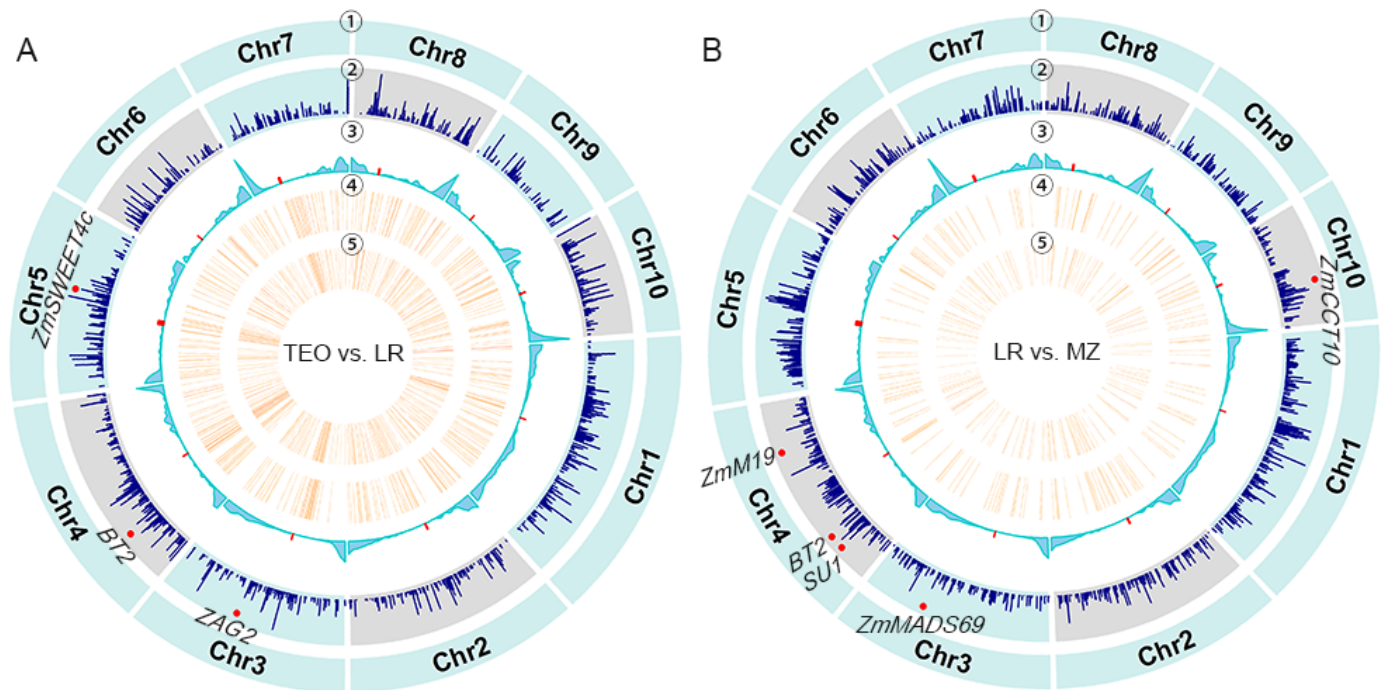 A
①
②
③
④
⑤
Chr7
Chr8
Chr6
Chr9
Chr5
ZmSWEET4c
Chr10
TEO vs. LR
Chr1
Chr4
BT2
ZAG2
Chr3
Chr2
B
①
②
③
④
⑤
Chr7
Chr8
Chr6
Chr9
Chr5
Chr10
ZmCCT10
LR vs. MZ
Chr1
ZmM19
Chr4
BT2
SU1
ZmMADS69
Chr3
Chr2